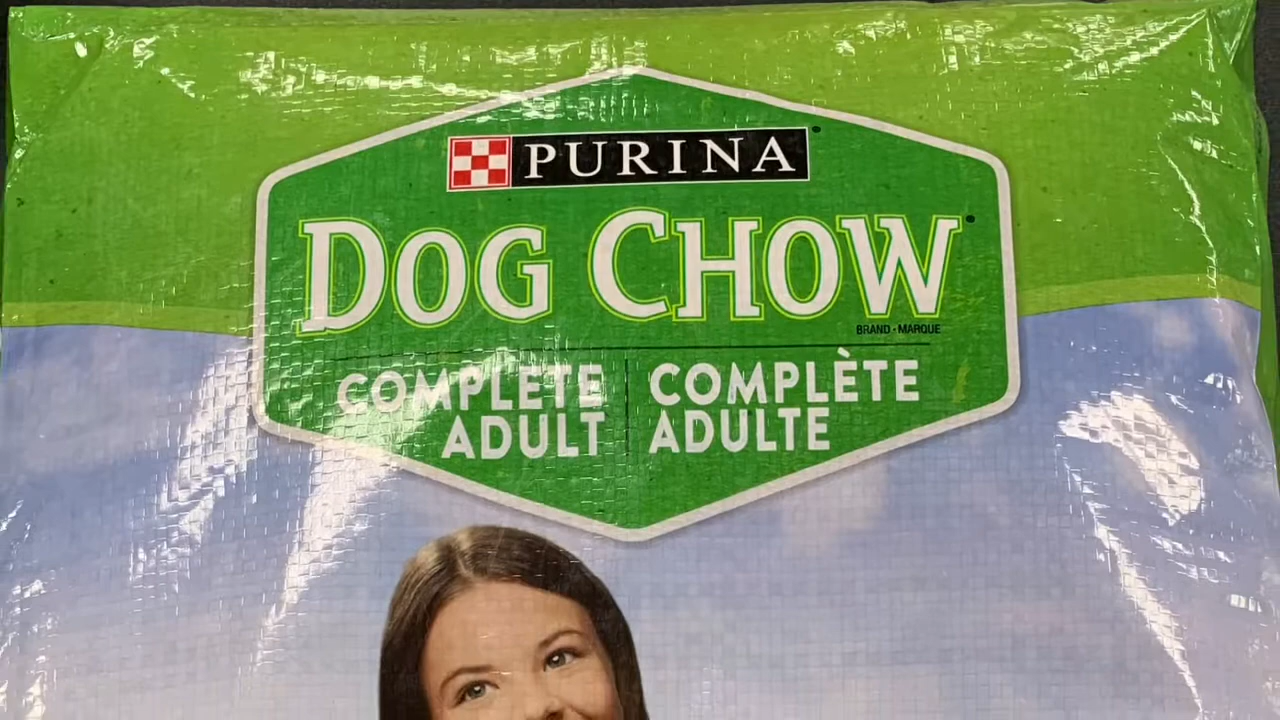 PURINA
DOG CHOW
BRAND - MARQUE
COMPLETE
ADULT
COMPLÈTE
ADULTE